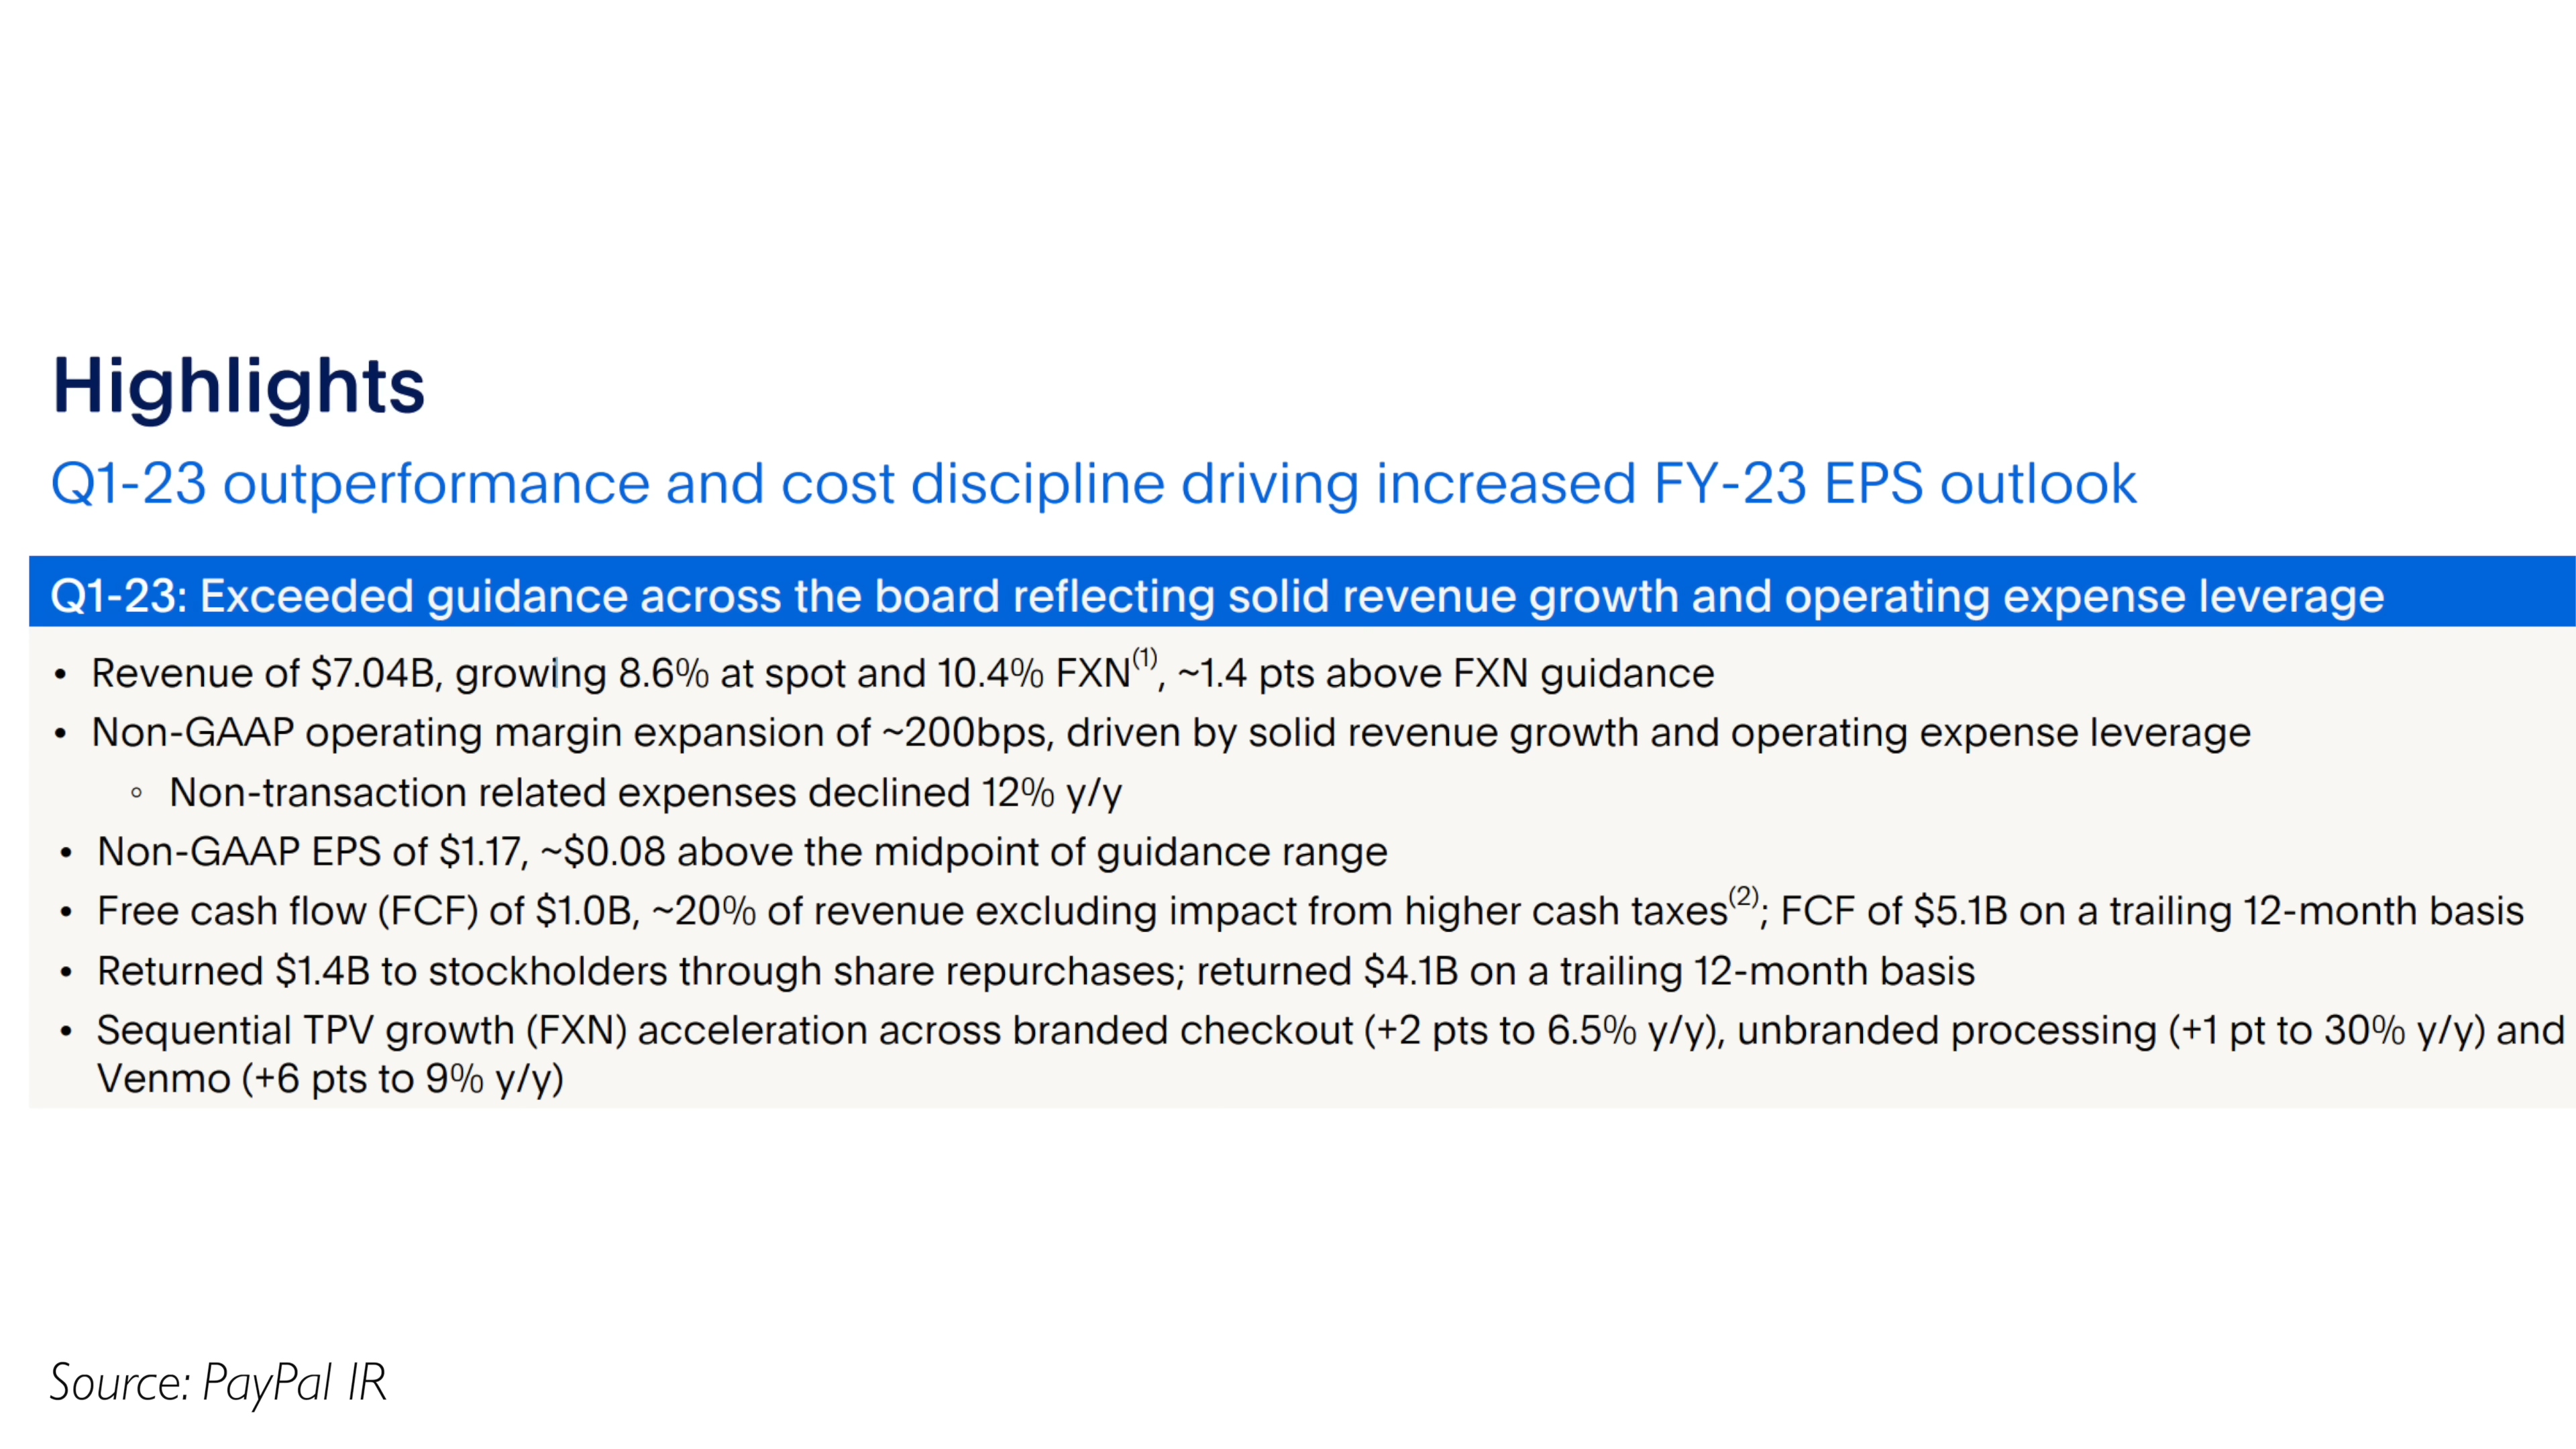 Highlights
Q1-23 outperformance and cost discipline driving increased FY-23 EPS outlook
Q1-23: Exceeded guidance across the board reflecting solid revenue growth and operating expense leverage
• Revenue of $7.04B, growing 8.6% at spot and 10.4% FXN(1), ~1.4 pts above FXN guidance
• Non-GAAP operating margin expansion of ~200bps, driven by solid revenue growth and operating expense leverage
◦ Non-transaction related expenses declined 12% y/y
• Non-GAAP EPS of $1.17, ~$0.08 above the midpoint of guidance range
• Free cash flow (FCF) of $1.0B, ~20% of revenue excluding impact from higher cash taxes(2); FCF of $5.1B on a trailing 12-month basis
• Returned $1.4B to stockholders through share repurchases; returned $4.1B on a trailing 12-month basis
• Sequential TPV growth (FXN) acceleration across branded checkout (+2 pts to 6.5% y/y), unbranded processing (+1 pt to 30% y/y) and
Venmo (+6 pts to 9% y/y)
Source: PayPal IR